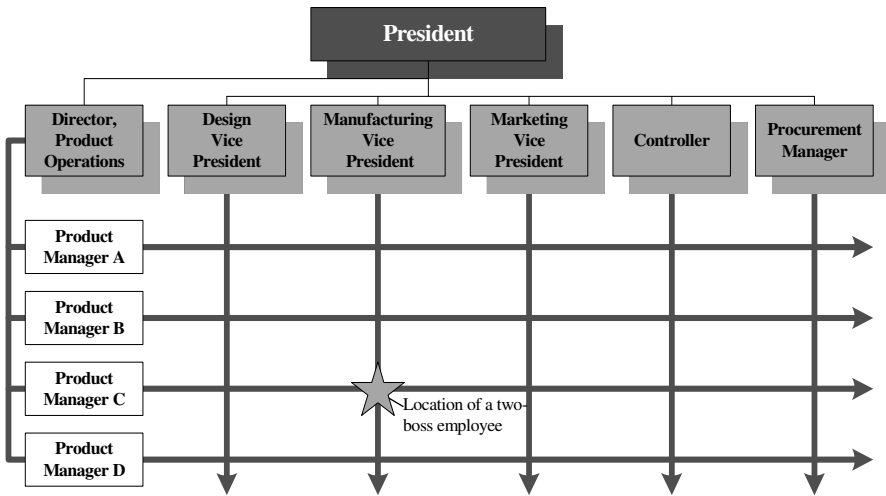 President
Director,
Product
Operations
Design
Vice
President
Manufacturing
Vice
President
Marketing
Vice
President
Controller
Procurement
Manager
Product
Manager A
Product
Manager B
Product
Manager C
Location of a two-
boss employee
Product
Manager D